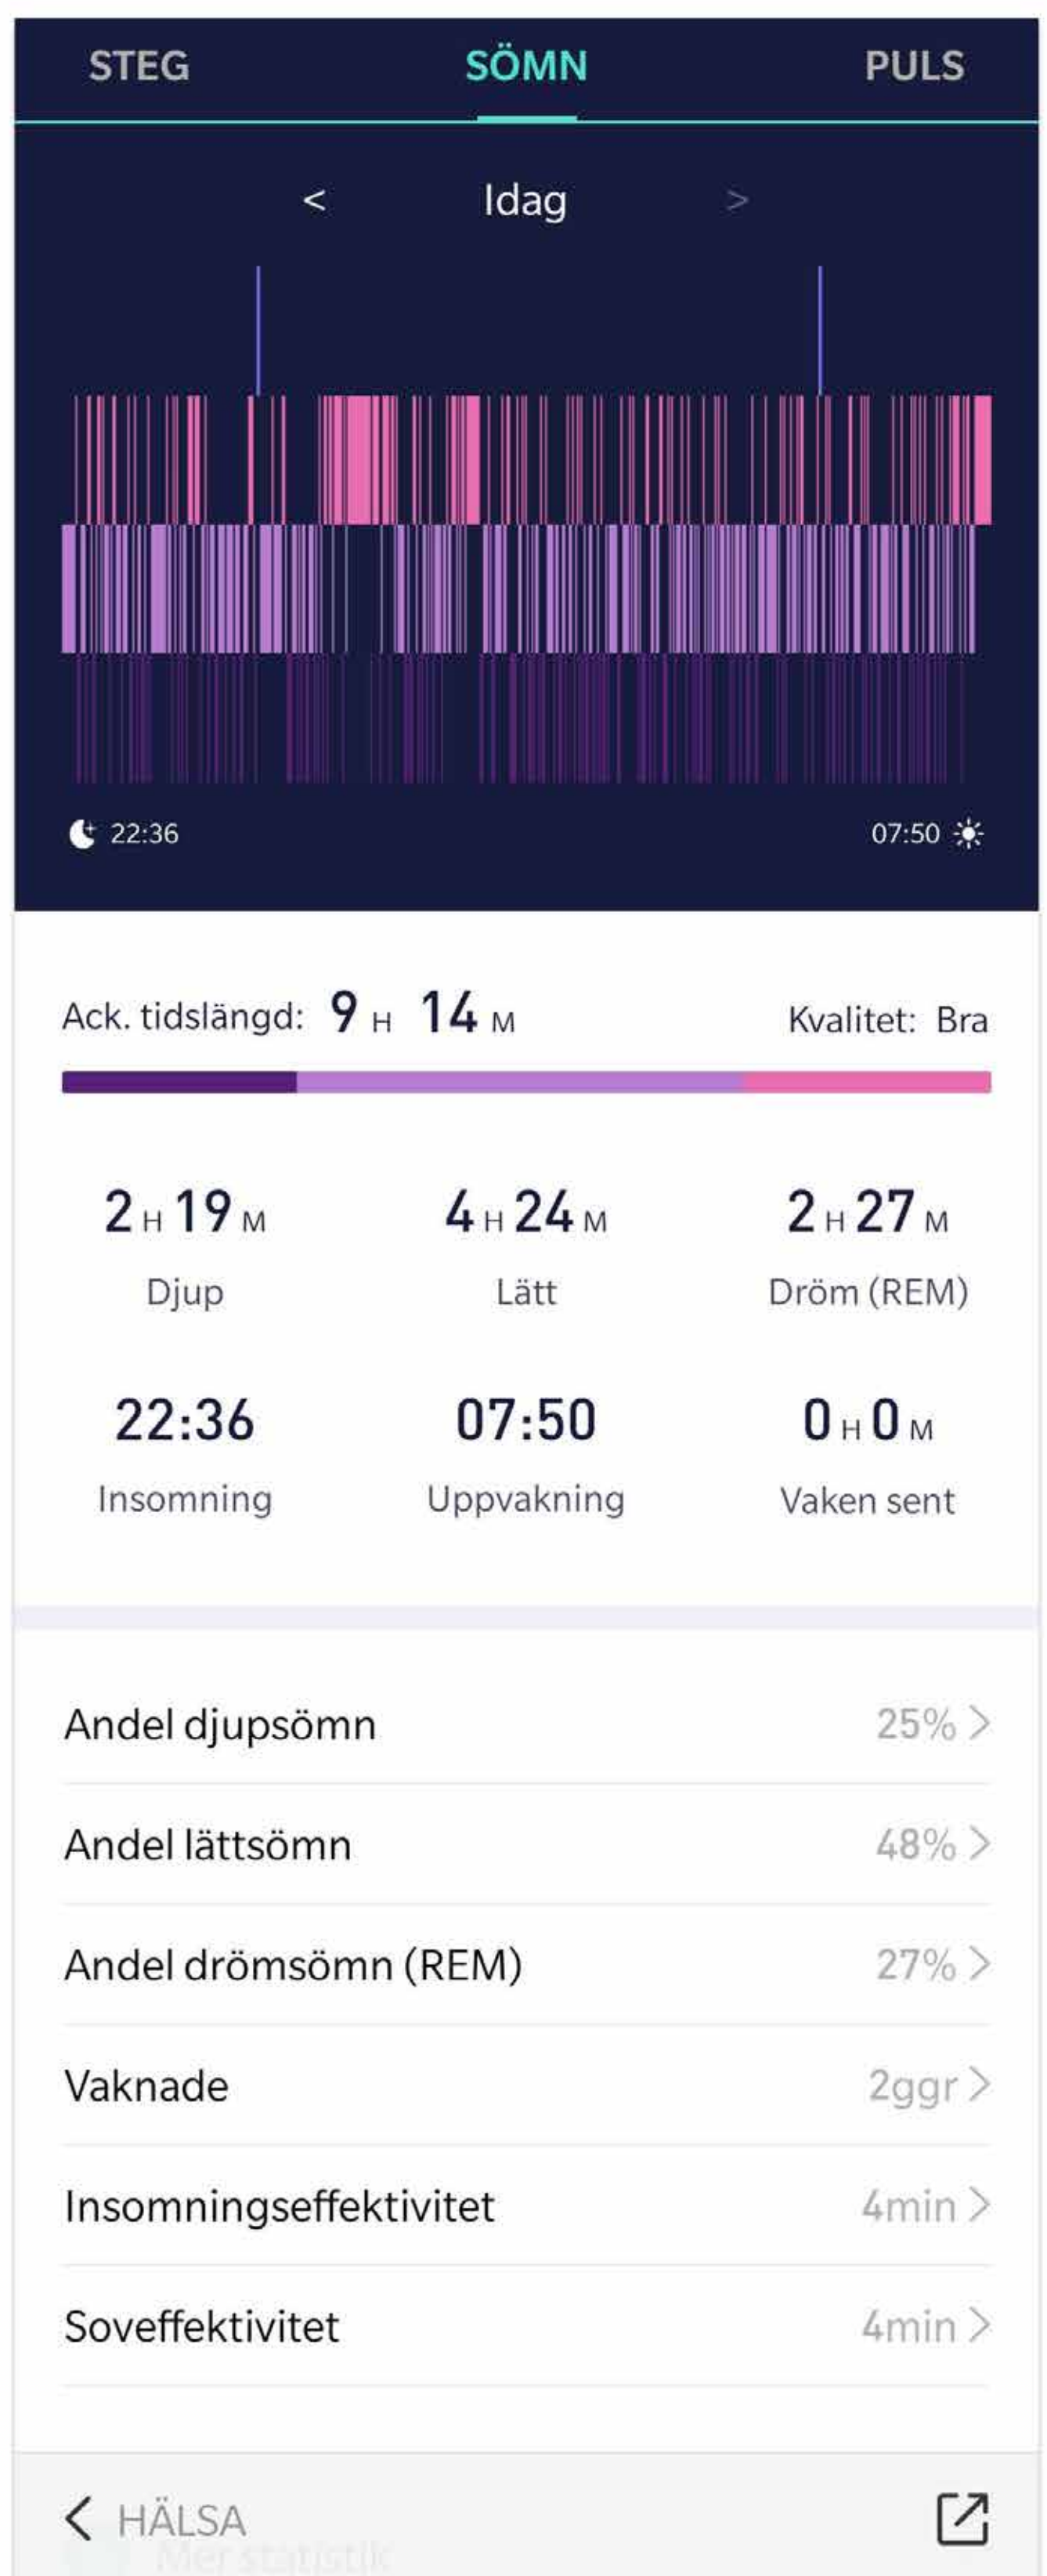 STEG SÖMN PULS
< Idag >
22:36 07:50
Ack. tidslängd: 9 H 14 M Kvalitet: Bra
2 H 19 M 4 H 24 M 2 H 27 M
Djup Lätt Dröm (REM)
22:36 07:50 0 H 0 M
Insomning Uppvakning Vaken sent
Andel djupsömn 25% >
Andel lättsömn 48% >
Andel drömsömn (REM) 27% >
Vaknade 2ggr >
Insomningseffektivitet 4min >
Soveffektivitet 4min >
< HÄLSA
Mer statistik